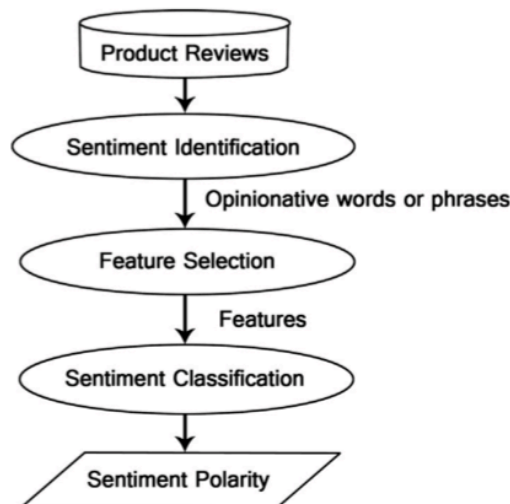 Product Reviews
Sentiment Identification
Opinionative words or phrases
Feature Selection
Features
Sentiment Classification
Sentiment Polarity